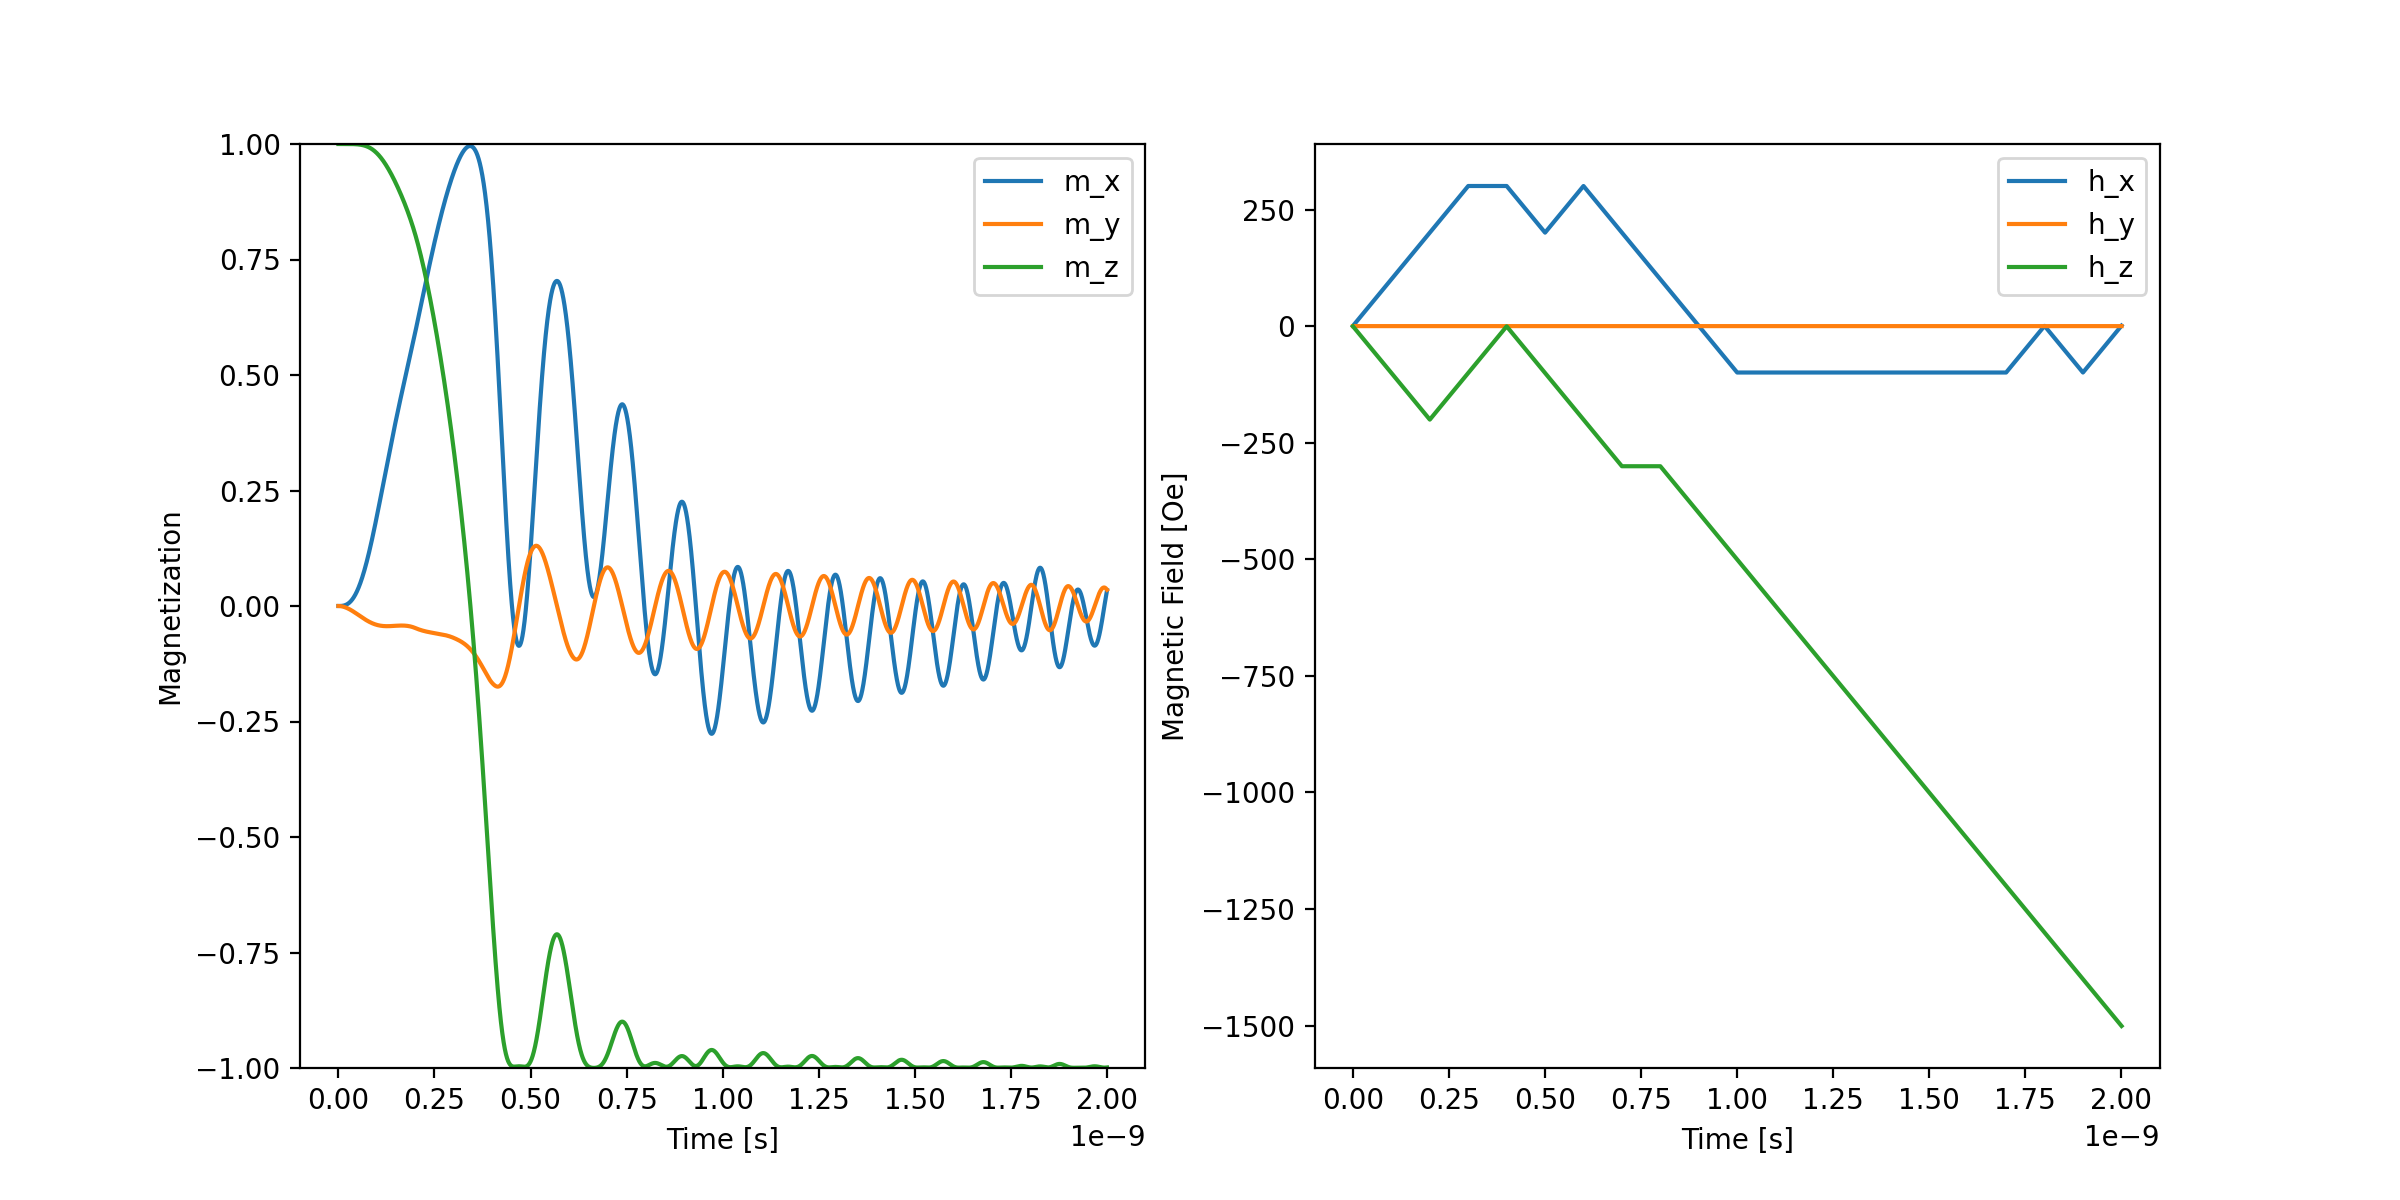 1.00
0.75
0.50
0.25
0.00
−0.25
−0.50
−0.75
−1.00
Magnetization
m_x
m_y
m_z
0.00 0.25 0.50 0.75 1.00 1.25 1.50 1.75 2.00
Time [s]
1e−9
250
0
−250
−500
−750
−1000
−1250
−1500
Magnetic Field [Oe]
h_x
h_y
h_z
0.00 0.25 0.50 0.75 1.00 1.25 1.50 1.75 2.00
Time [s]
1e−9